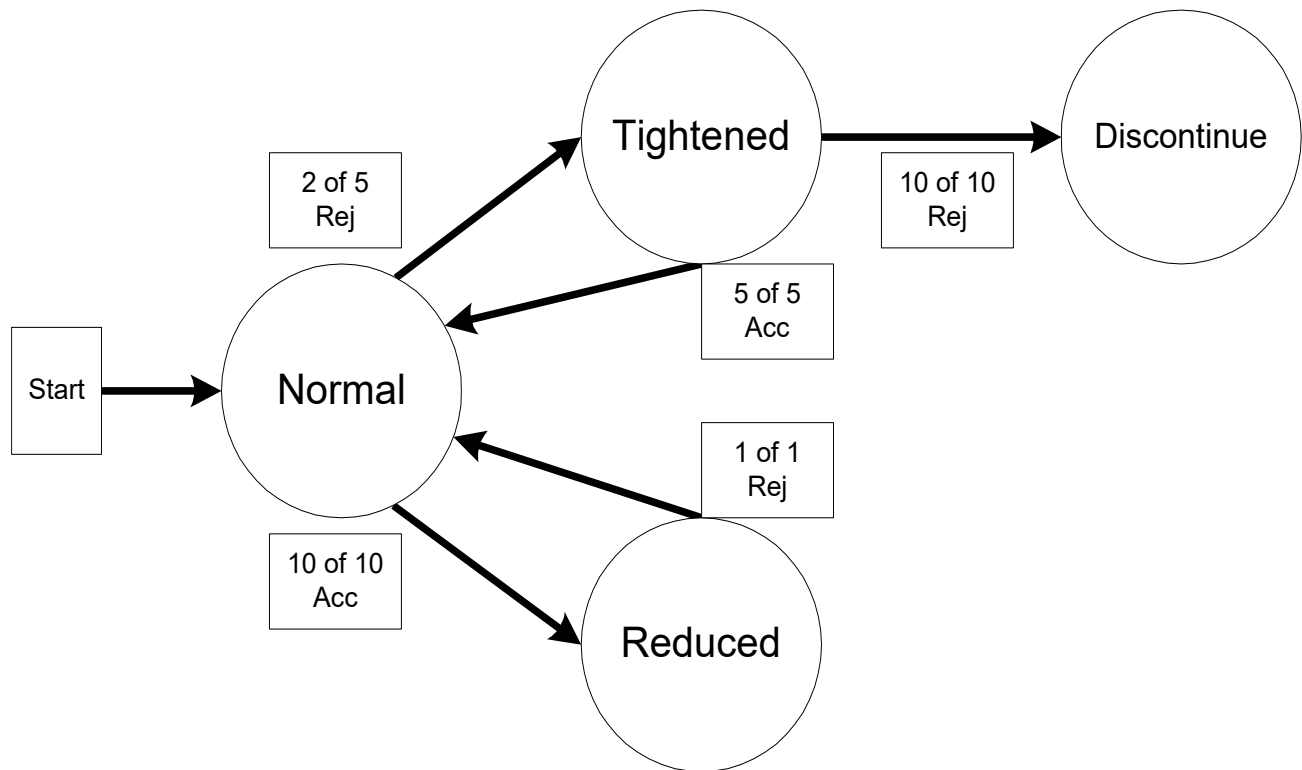 Tightened
Discontinue
2 of 5
Rej
10 of 10
Rej
5 of 5
Acc
Start
Normal
1 of 1
Rej
10 of 10
Acc
Reduced